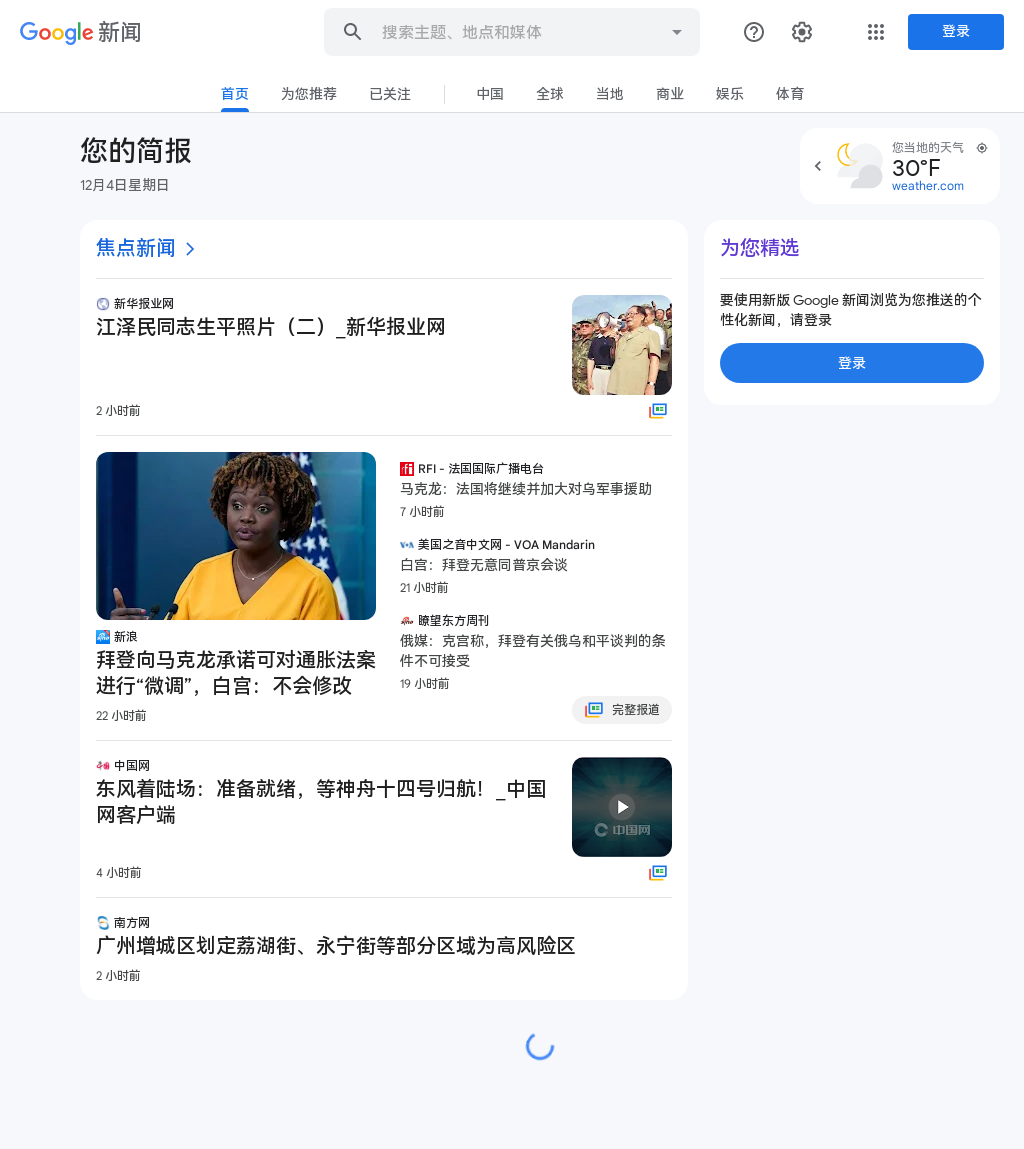 Google 新闻
搜索主题、地点和媒体
登录
首页
为您推荐
已关注
中国
全球
当地
商业
娱乐
体育
您的简报
12月4日星期日
您当地的天气
30°F
weather.com
焦点新闻
新华报业网
江泽民同志生平照片（二）_新华报业网
2 小时前
新浪
拜登向马克龙承诺可对通胀法案
进行“微调”，白宫：不会修改
22 小时前
RFI - 法国国际广播电台
马克龙：法国将继续并加大对乌军事援助
7 小时前
美国之音中文网 - VOA Mandarin
白宫：拜登无意同普京会谈
21 小时前
瞭望东方周刊
俄媒：克宫称，拜登有关俄乌和平谈判的条
件不可接受
19 小时前
完整报道
中国网
东风着陆场：准备就绪，等神舟十四号归航！_中国
网客户端
中国网
4 小时前
南方网
广州增城区划定荔湖街、永宁街等部分区域为高风险区
2 小时前
为您精选
要使用新版 Google 新闻浏览为您推送的个
性化新闻，请登录
登录